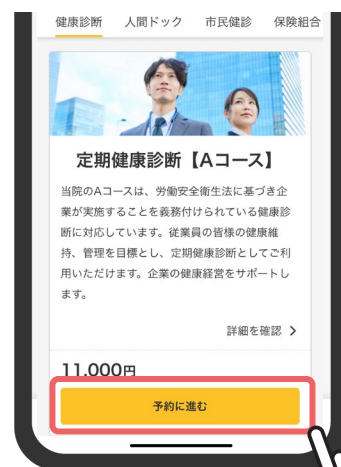 健康診断 人間ドック 市民健診 保険組合
定期健康診断【Aコース】
当院のAコースは、労働安全衛生法に基づき企
業が実施することを義務付けられている健康診
断に対応しています。従業員の皆様の健康維
持、管理を目標とし、定期健康診断としてご利
用いただけます。企業の健康経営をサポートし
ます。
詳細を確認
11,000円
予約に進む